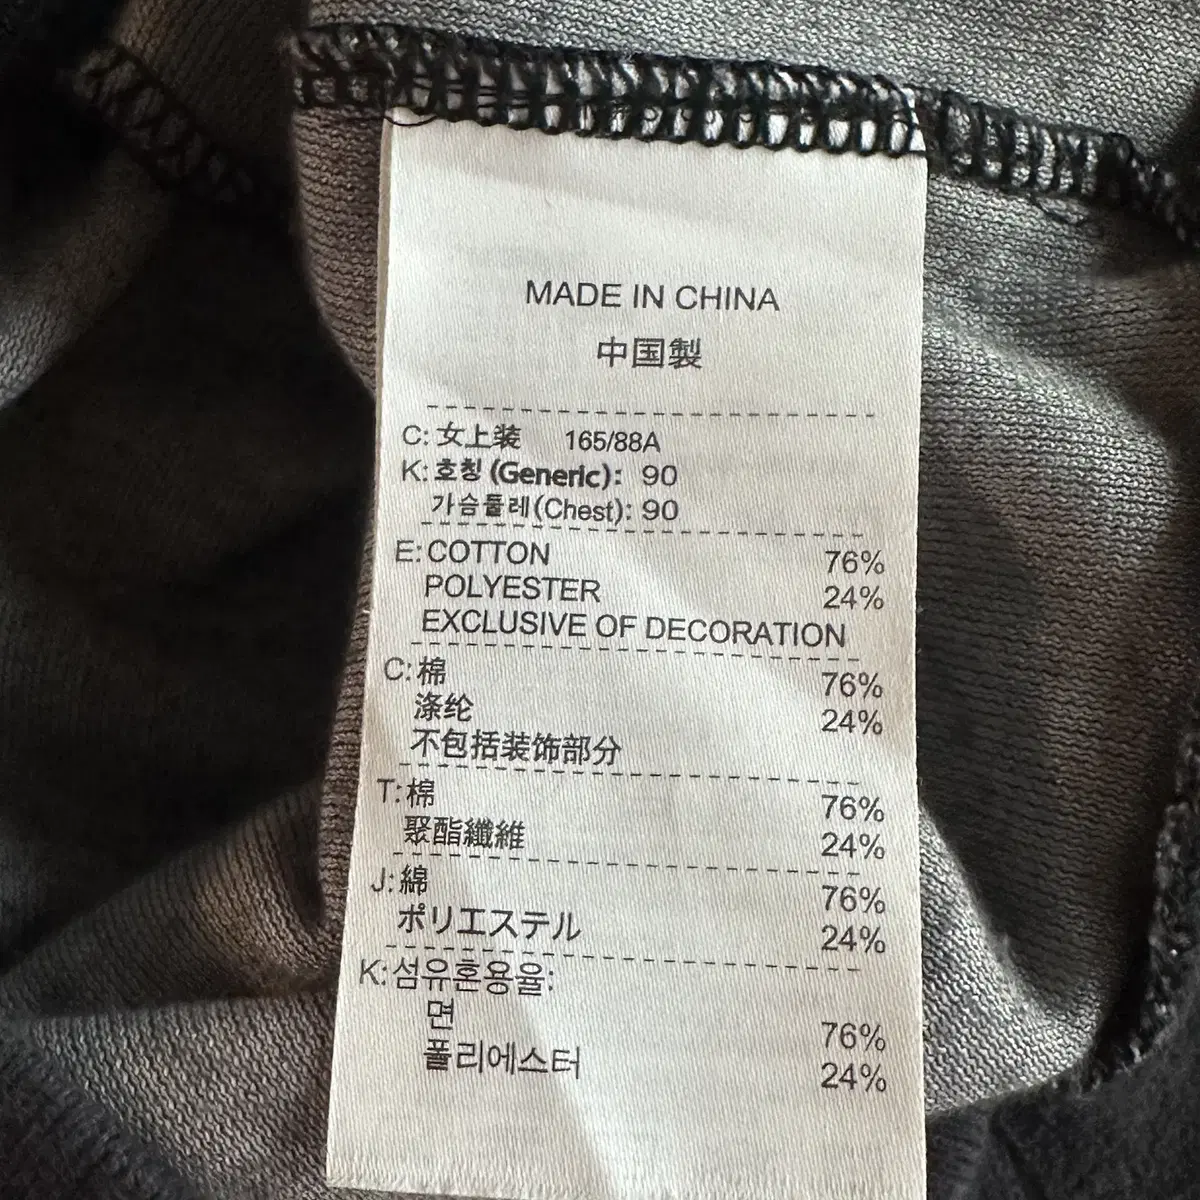 MADE IN CHINA
中国製
C: 女上装 165/88A
K: 호칭 (Generic): 90
가슴둘레(Chest): 90
E: COTTON 76%
POLYESTER 24%
EXCLUSIVE OF DECORATION
C: 棉 76%
涤纶 24%
不包括装饰部分
T: 棉 76%
聚酯纖維 24%
J: 綿 76%
ポリエステル 24%
K: 섬유혼용율:
면 76%
폴리에스터 24%